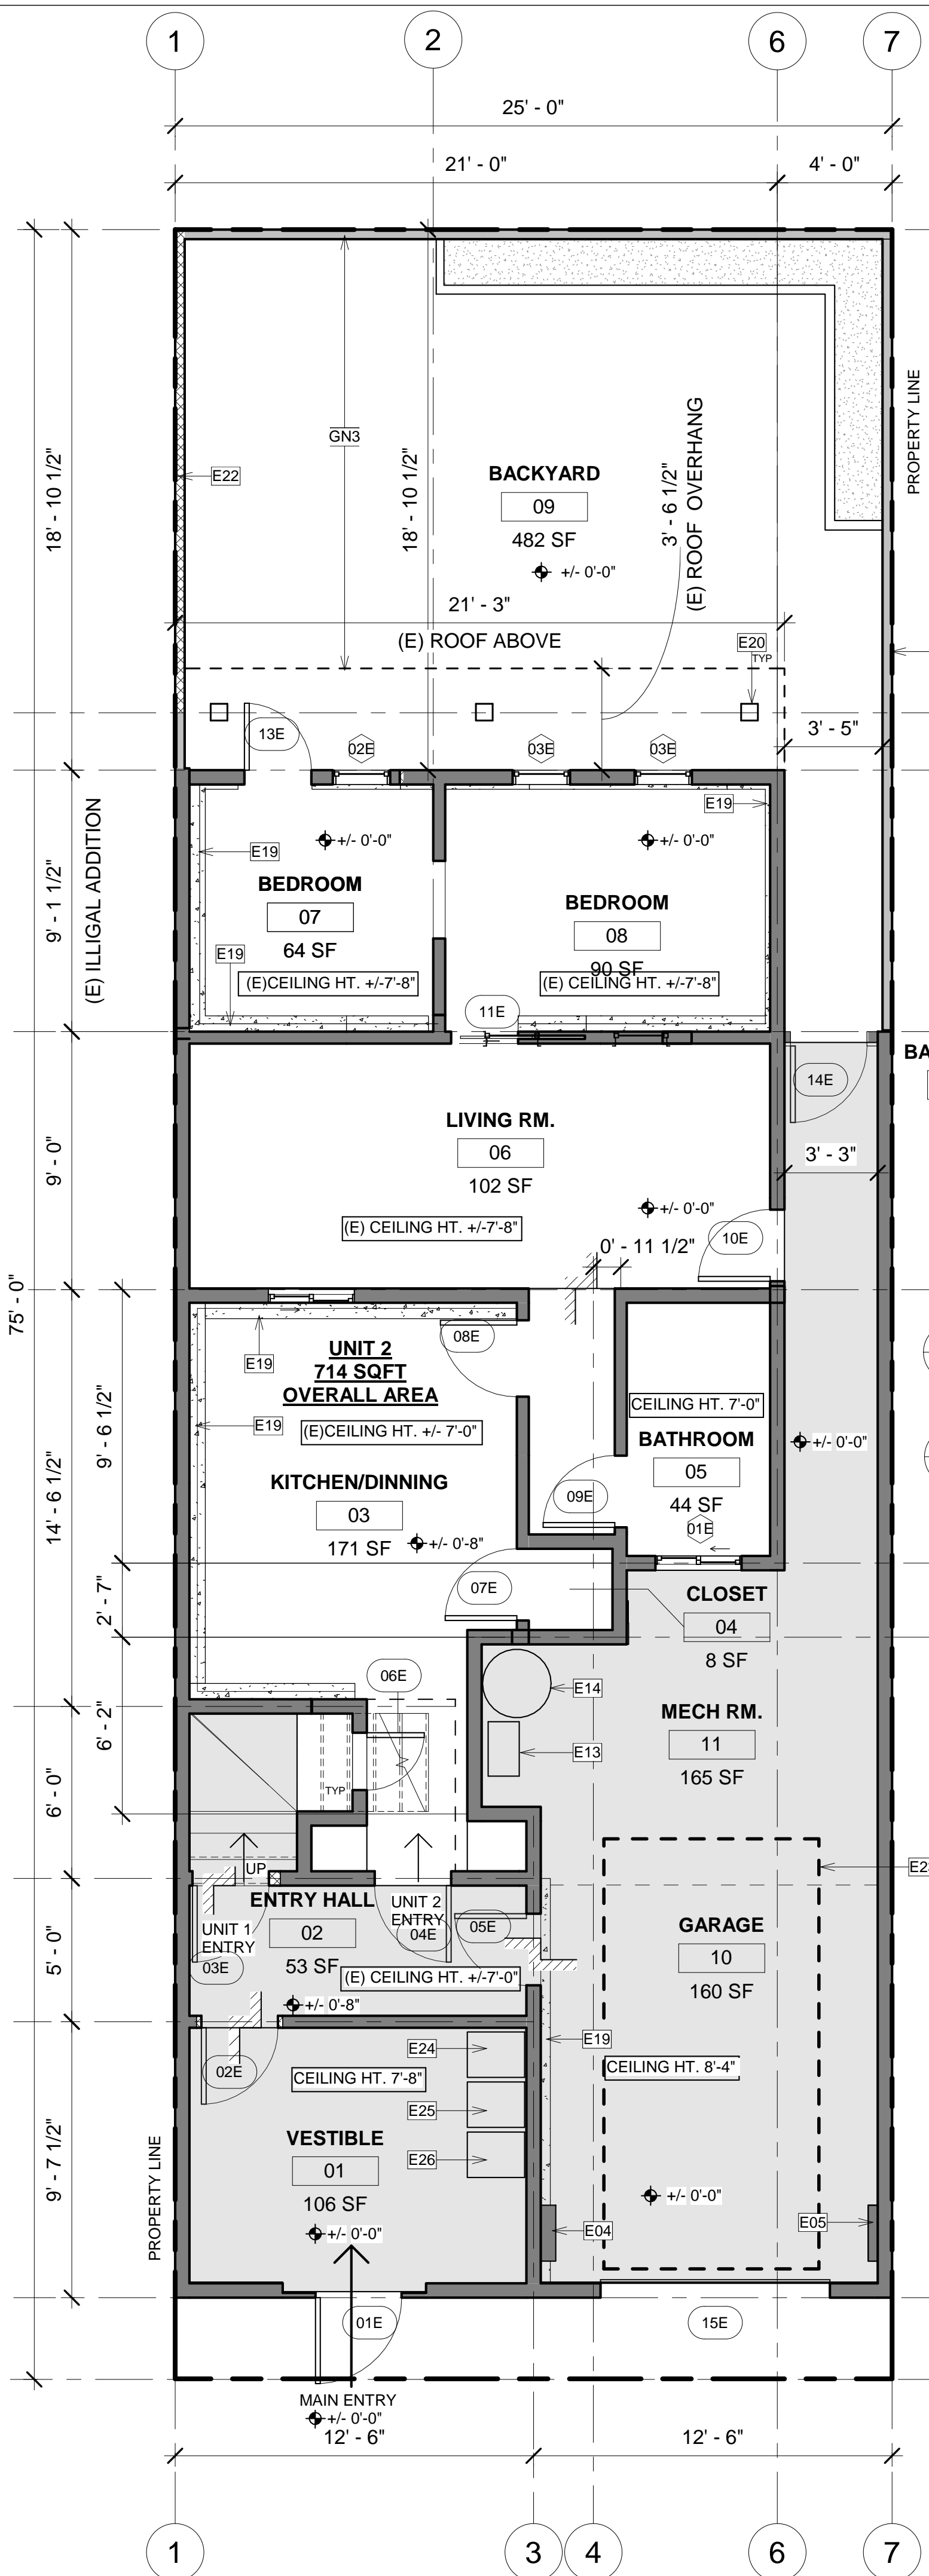 1
2
6
7
25' - 0"
21' - 0"
4' - 0"
PROPERTY LINE
GN3
3' - 6 1/2"
(E) ROOF OVERHANG
18' - 10 1/2"
18' - 10 1/2"
E22
BACKYARD
09
482 SF
+/- 0'-0"
21' - 3"
(E) ROOF ABOVE
E20
TYP
13E
02E
03E
03E
3' - 5"
E19
(E) ILLIGAL ADDITION
9' - 1 1/2"
+/- 0'-0"
+/- 0'-0"
E19
BEDROOM
07
64 SF
BEDROOM
08
90 SF
E19
(E)CEILING HT. +/-7'-8"
(E) CEILING HT. +/-7'-8"
11E
BA
14E
LIVING RM.
06
102 SF
3' - 3"
9' - 0"
+/- 0'-0"
(E) CEILING HT. +/-7'-8"
10E
0' - 11 1/2"
75' - 0"
08E
UNIT 2
714 SQFT
OVERALL AREA
E19
CEILING HT. 7'-0"
E19
(E)CEILING HT. +/- 7'-0"
BATHROOM
05
44 SF
+/- 0'-0"
9' - 6 1/2"
14' - 6 1/2"
KITCHEN/DINNING
03
171 SF
+/- 0'-8"
09E
01E
07E
2' - 7"
CLOSET
04
8 SF
06E
E14
MECH RM.
11
165 SF
E13
6' - 2"
TYP
6' - 0"
UP
E23
ENTRY HALL
02
53 SF
UNIT 1
ENTRY
UNIT 2
ENTRY
03E
04E
05E
GARAGE
10
160 SF
5' - 0"
(E) CEILING HT. +/-7'-0"
+/- 0'-8"
E24
E19
02E
CEILING HT. 7'-8"
CEILING HT. 8'-4"
E25
VESTIBLE
01
106 SF
E26
9' - 7 1/2"
PROPERTY LINE
+/- 0'-0"
+/- 0'-0"
E04
E05
01E
15E
MAIN ENTRY
+/- 0'-0"
12' - 6"
12' - 6"
1
3
4
6
7